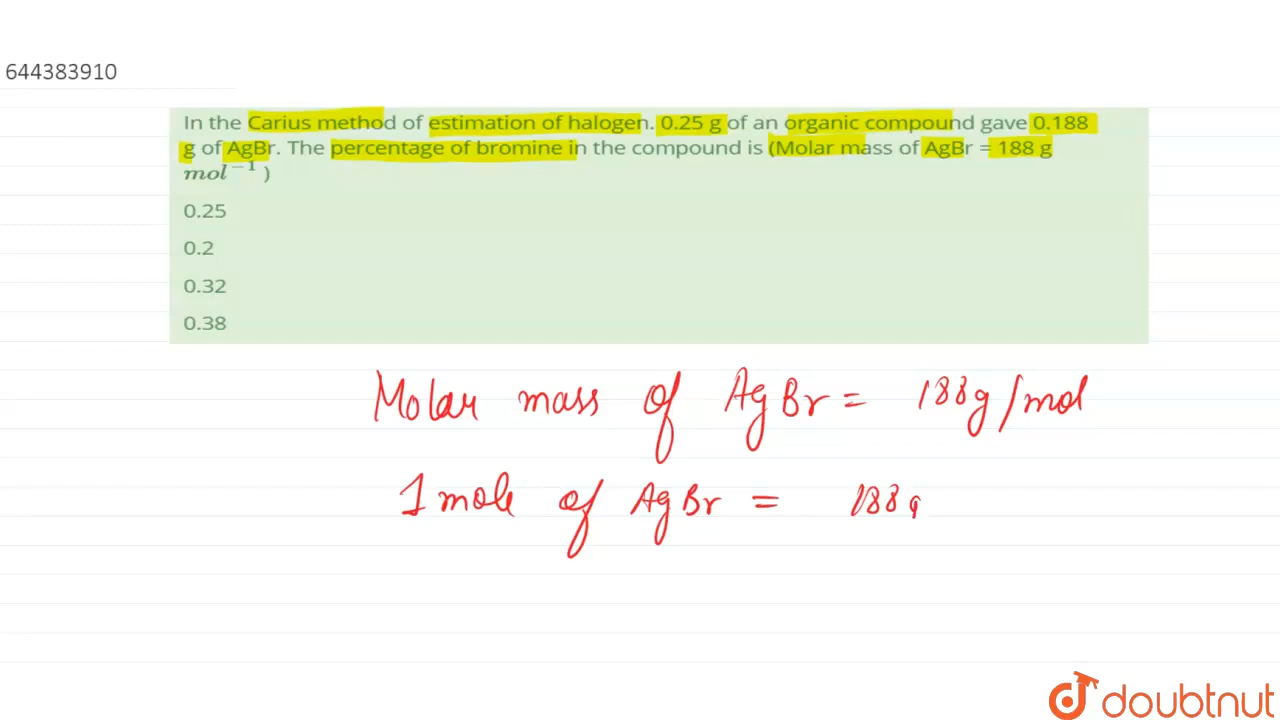 644383910
In the Carius method of estimation of halogen. 0.25 g of an organic compound gave 0.188
g of AgBr. The percentage of bromine in the compound is (Molar mass of AgBr = 188 g
mol⁻¹ )
0.25
0.2
0.32
0.38
Molar mass of AgBr = 188g/mol
1 mole of AgBr = 188g
doubtnut